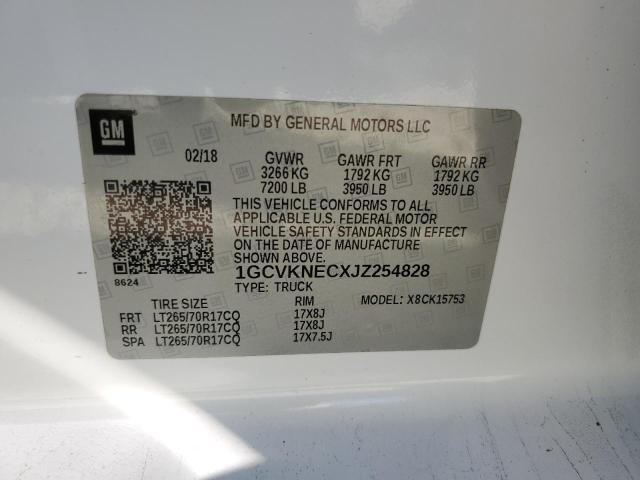 GM
MFD BY GENERAL MOTORS LLC
02/18 GVWR GAWR FRT GAWR RR
3266 KG 1792 KG 1792 KG
7200 LB 3950 LB 3950 LB
THIS VEHICLE CONFORMS TO ALL
APPLICABLE U.S. FEDERAL MOTOR
VEHICLE SAFETY STANDARDS IN EFFECT
ON THE DATE OF MANUFACTURE
SHOWN ABOVE.
8624
1GCVKNECXJZ254828
TYPE: TRUCK
TIRE SIZE RIM MODEL: X8CK15753
FRT LT265/70R17CQ 17X8J
RR LT265/70R17CQ 17X8J
SPA LT265/70R17CQ 17X7.5J